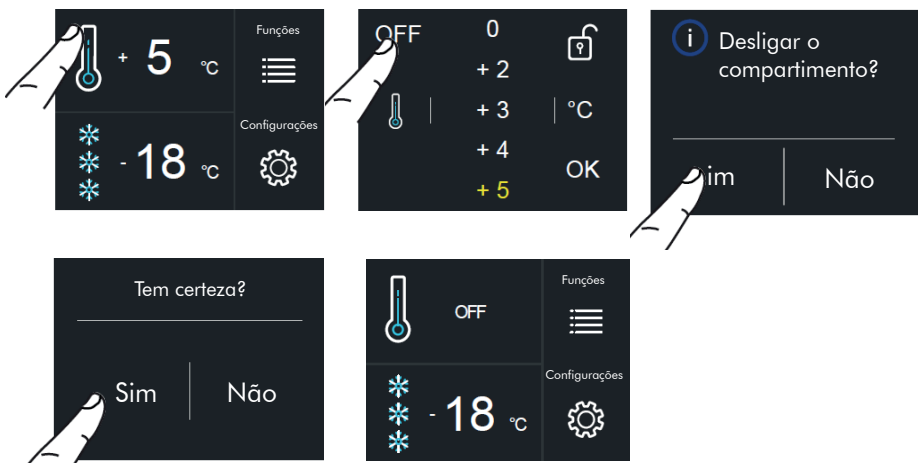 + 5 °C
Funções
- 18 °C
Configurações
OFF
0
+ 2
+ 3
°C
+ 4
OK
+ 5
i
Desligar o
compartimento?
im
Não
Tem certeza?
Sim
Não
OFF
Funções
- 18 °C
Configurações